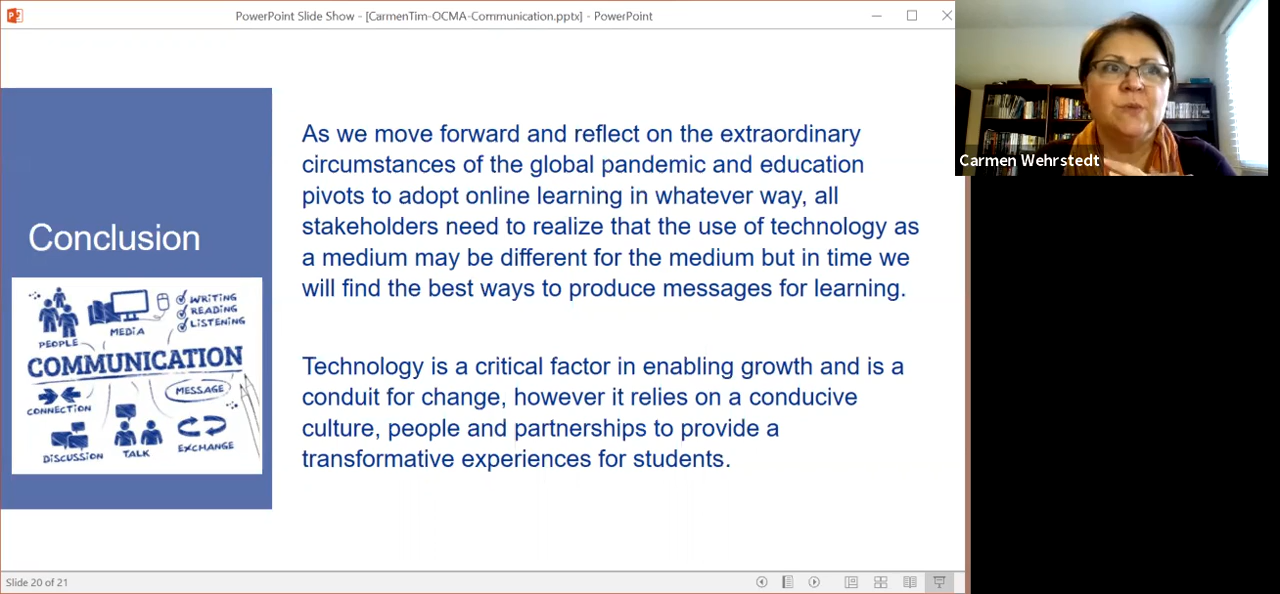 PowerPoint Slide Show - [CarmenTim-OCMA-Communication.pptx] - PowerPoint
Carmen Wehrstedt
As we move forward and reflect on the extraordinary
circumstances of the global pandemic and education
pivots to adopt online learning in whatever way, all
stakeholders need to realize that the use of technology as
a medium may be different for the medium but in time we
will find the best ways to produce messages for learning.
Technology is a critical factor in enabling growth and is a
conduit for change, however it relies on a conducive
culture, people and partnerships to provide a
transformative experiences for students.
Conclusion
WRITING
READING
LISTENING
PEOPLE
MEDIA
COMMUNICATION
MESSAGE
CONNECTION
DISCUSSION
TALK
EXCHANGE
Slide 20 of 21